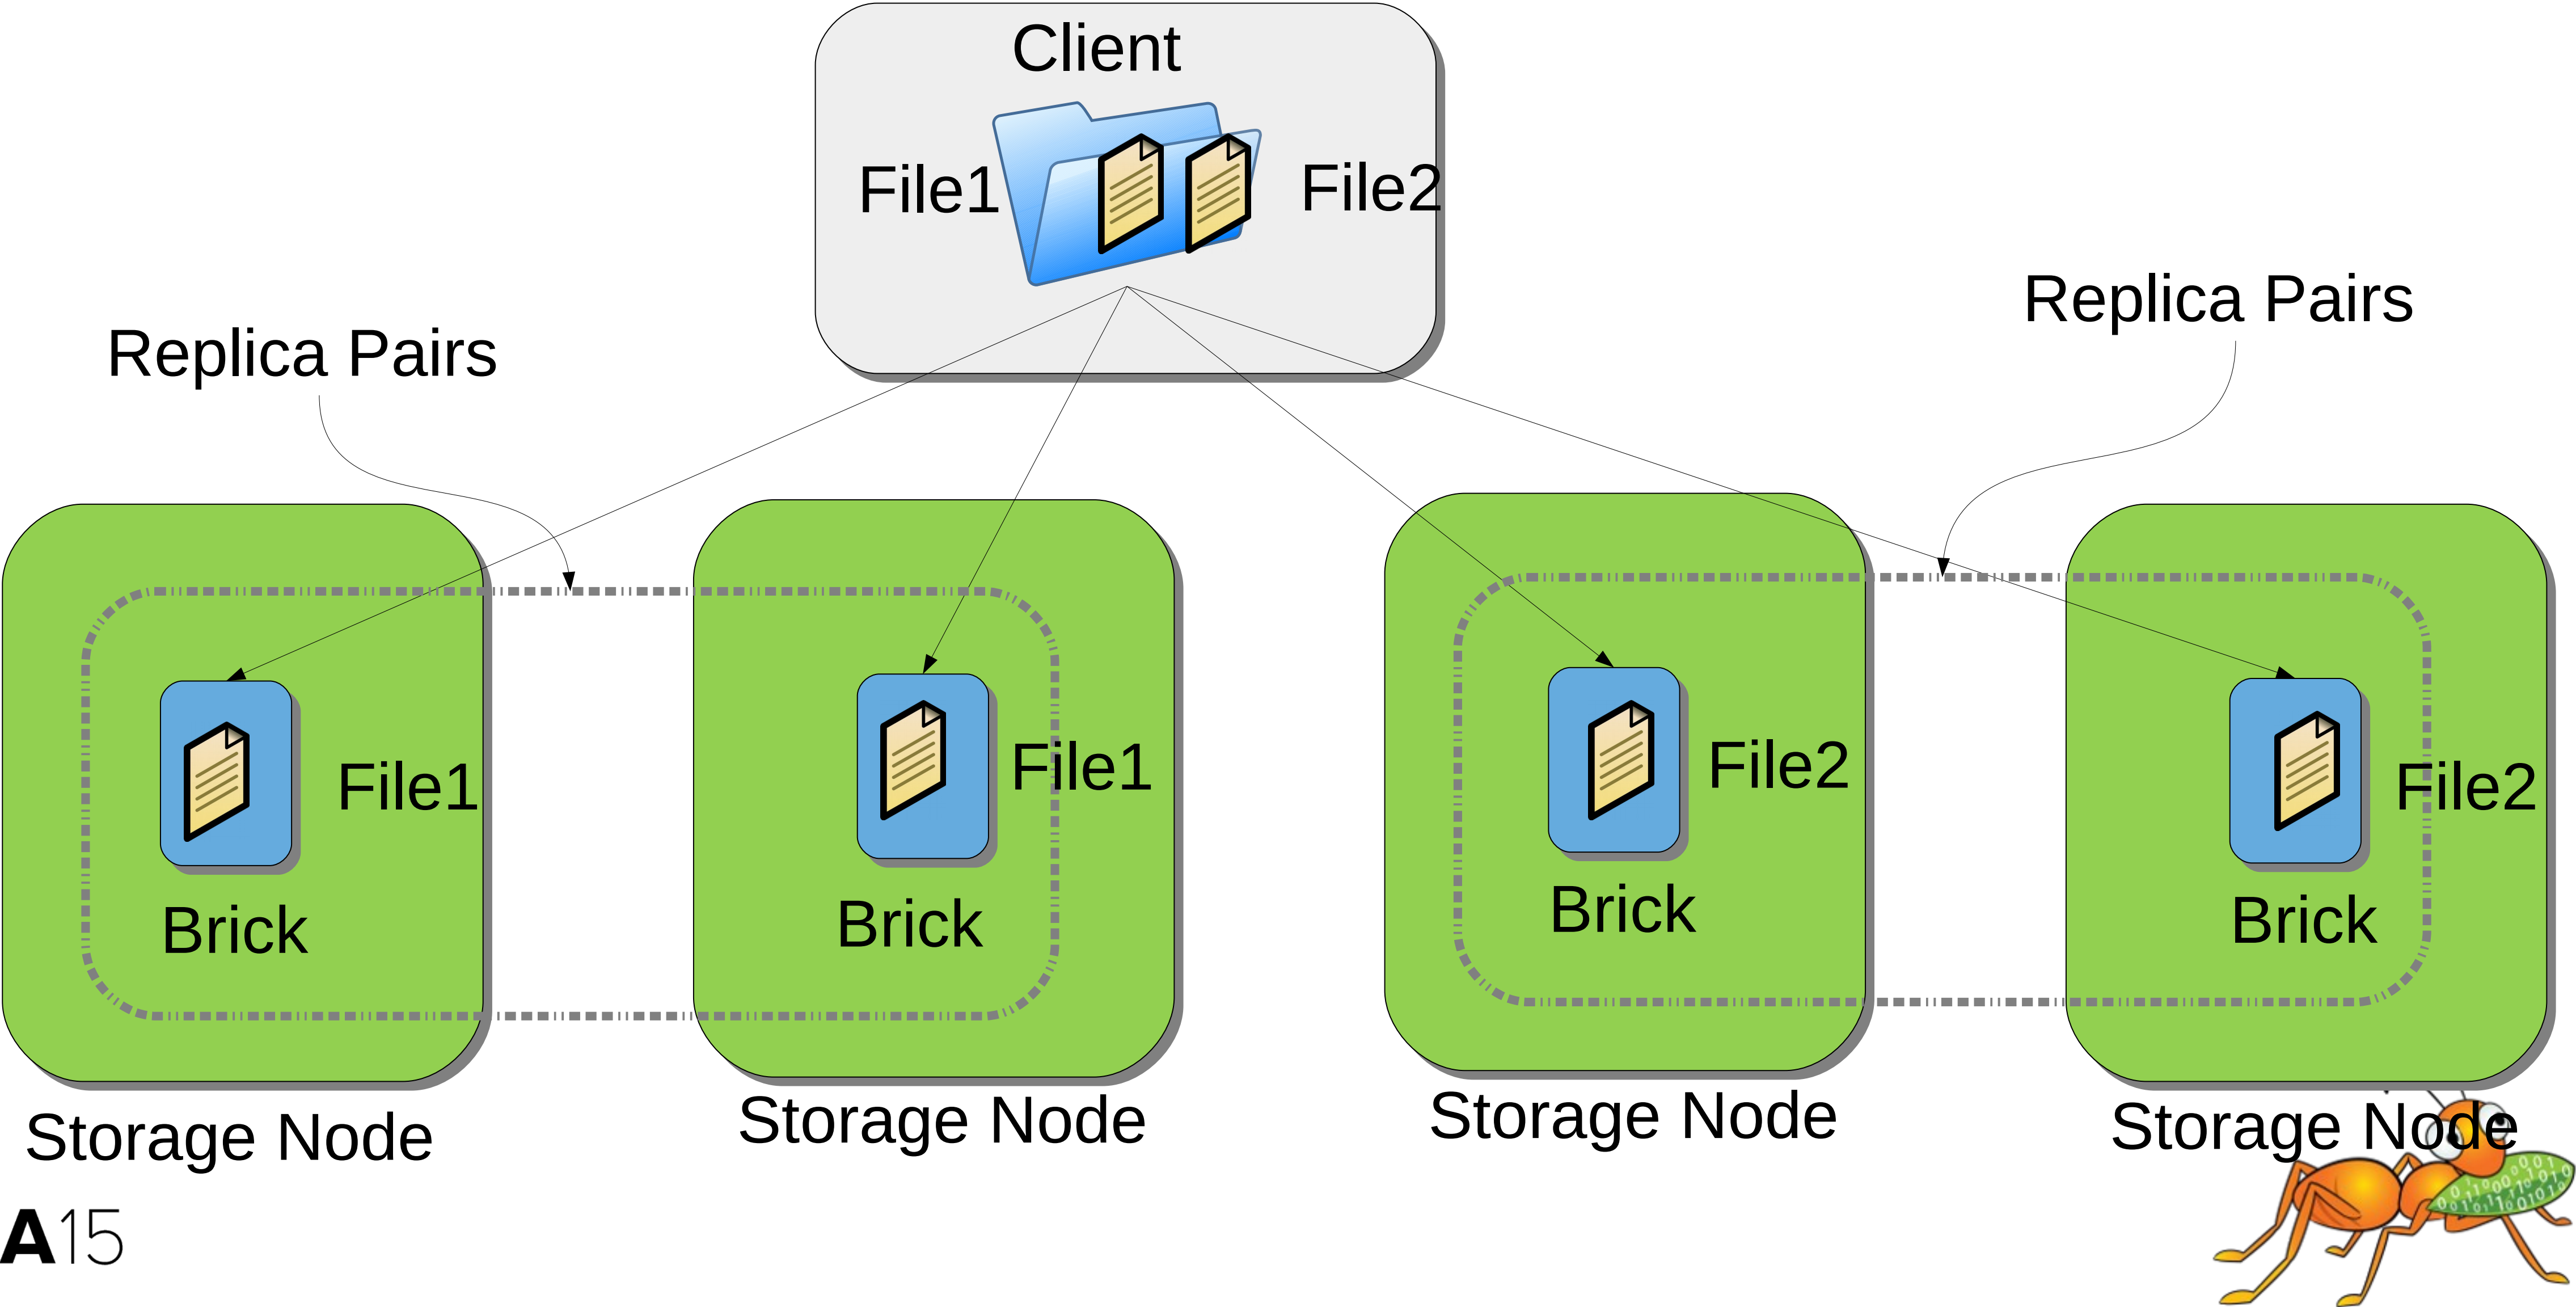 Client
File1
File2
Replica Pairs
Replica Pairs
File1
File1
File2
File2
Brick
Brick
Brick
Brick
Storage Node
Storage Node
Storage Node
Storage Node
A15